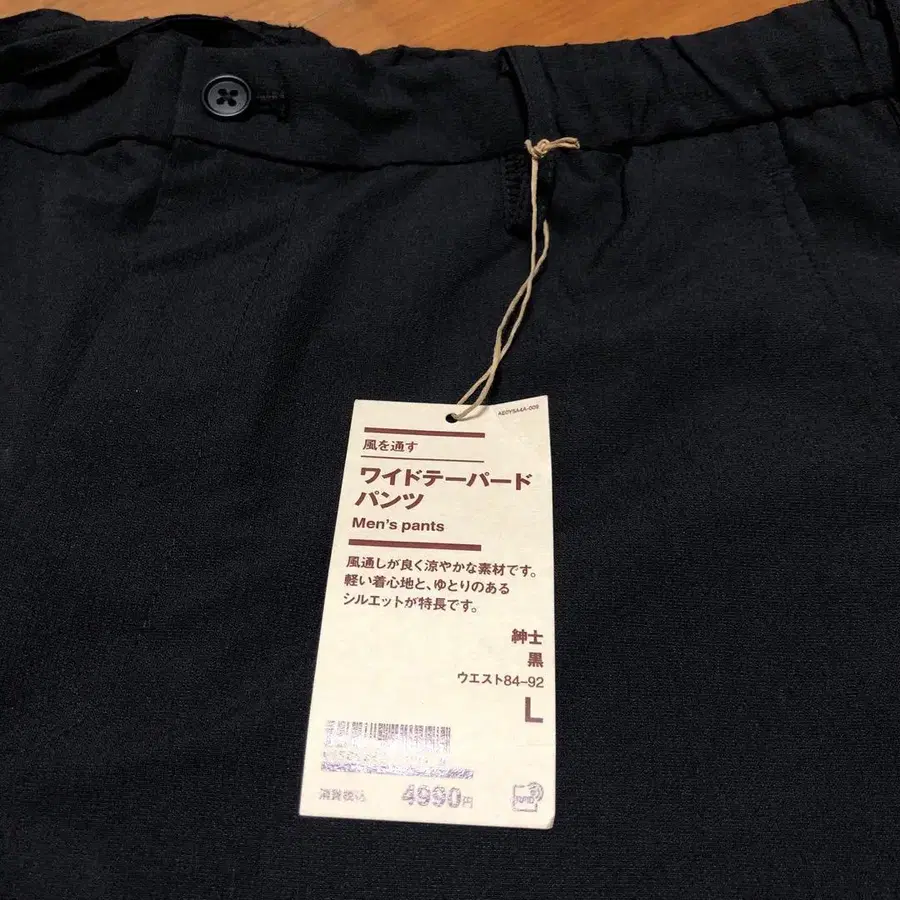 風を通す
ワイドテーパード
パンツ
Men's pants
風通しが良く涼やかな素材です。
軽い着心地と、ゆとりのある
シルエットが特長です。
紳士
黒
ウエスト84-92
L
消費税込 4990円